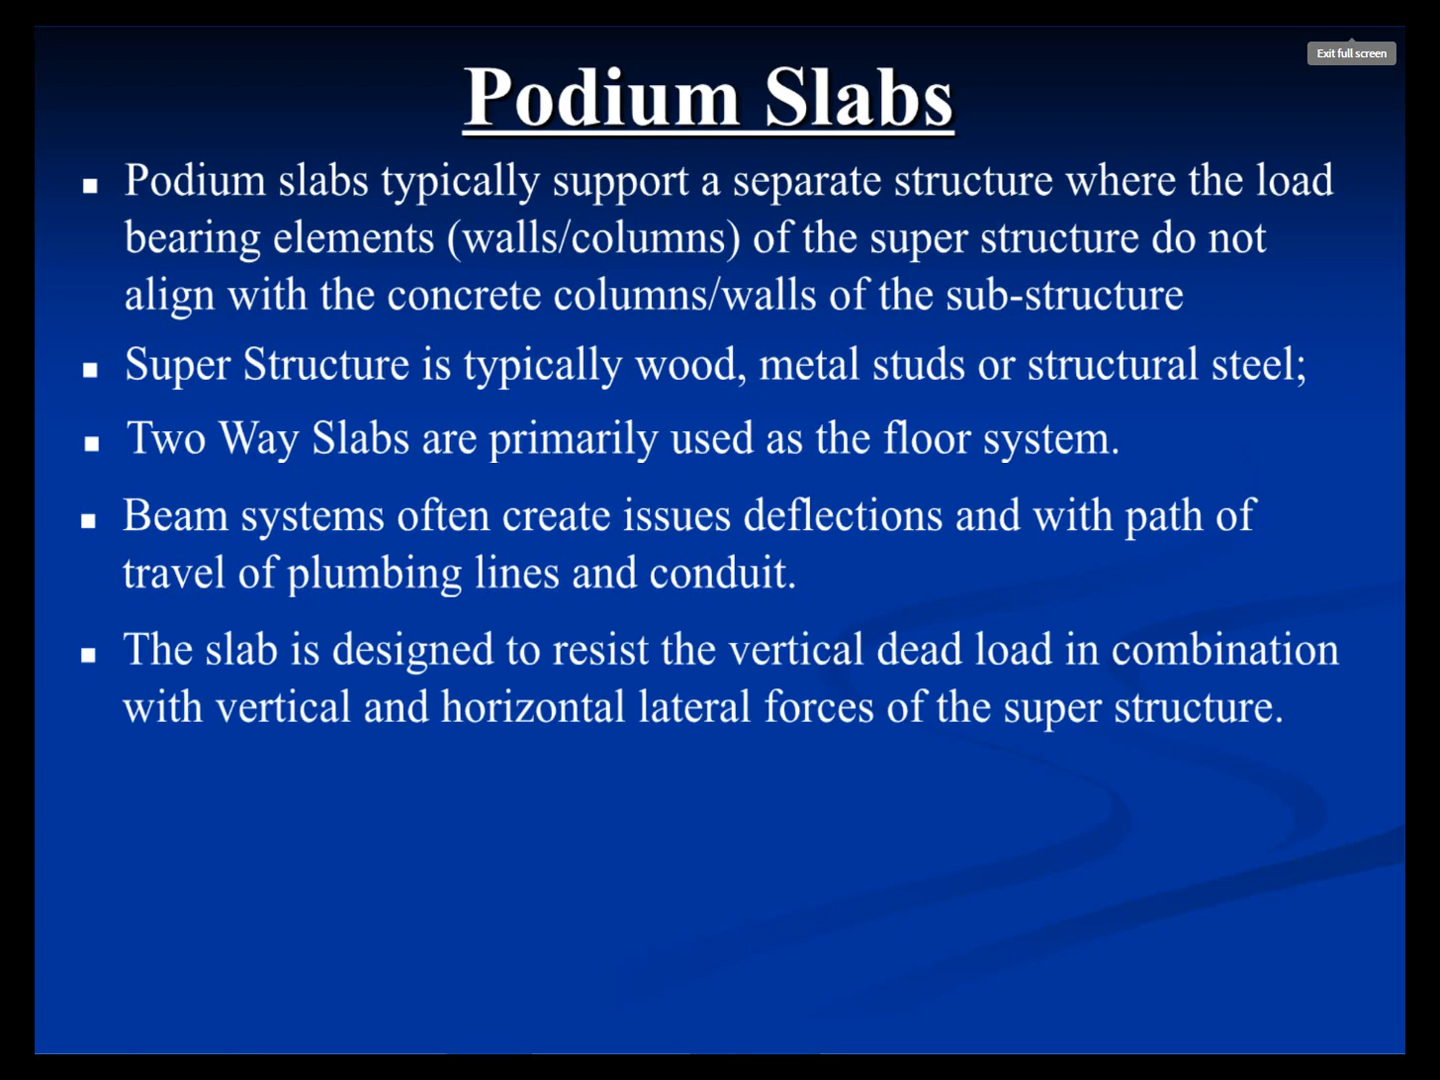 Exit full screen
Podium Slabs
▪ Podium slabs typically support a separate structure where the load
bearing elements (walls/columns) of the super structure do not
align with the concrete columns/walls of the sub-structure
▪ Super Structure is typically wood, metal studs or structural steel;
▪ Two Way Slabs are primarily used as the floor system.
▪ Beam systems often create issues deflections and with path of
travel of plumbing lines and conduit.
▪ The slab is designed to resist the vertical dead load in combination
with vertical and horizontal lateral forces of the super structure.